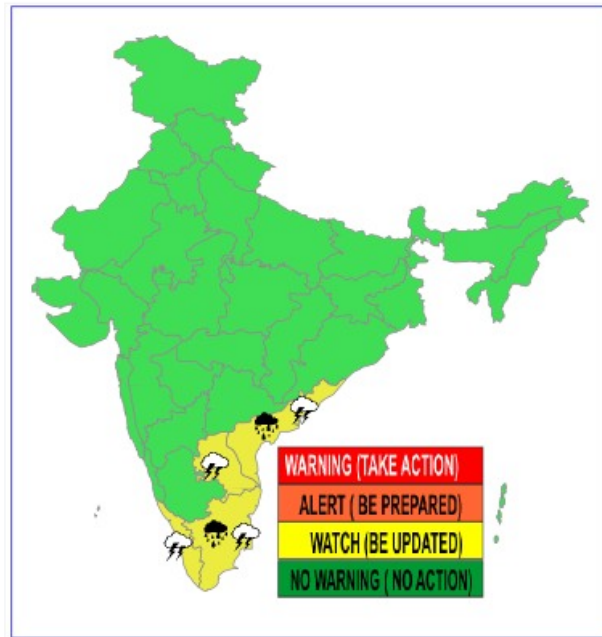 WARNING (TAKE ACTION)
ALERT ( BE PREPARED)
WATCH (BE UPDATED)
NO WARNING ( NO ACTION)